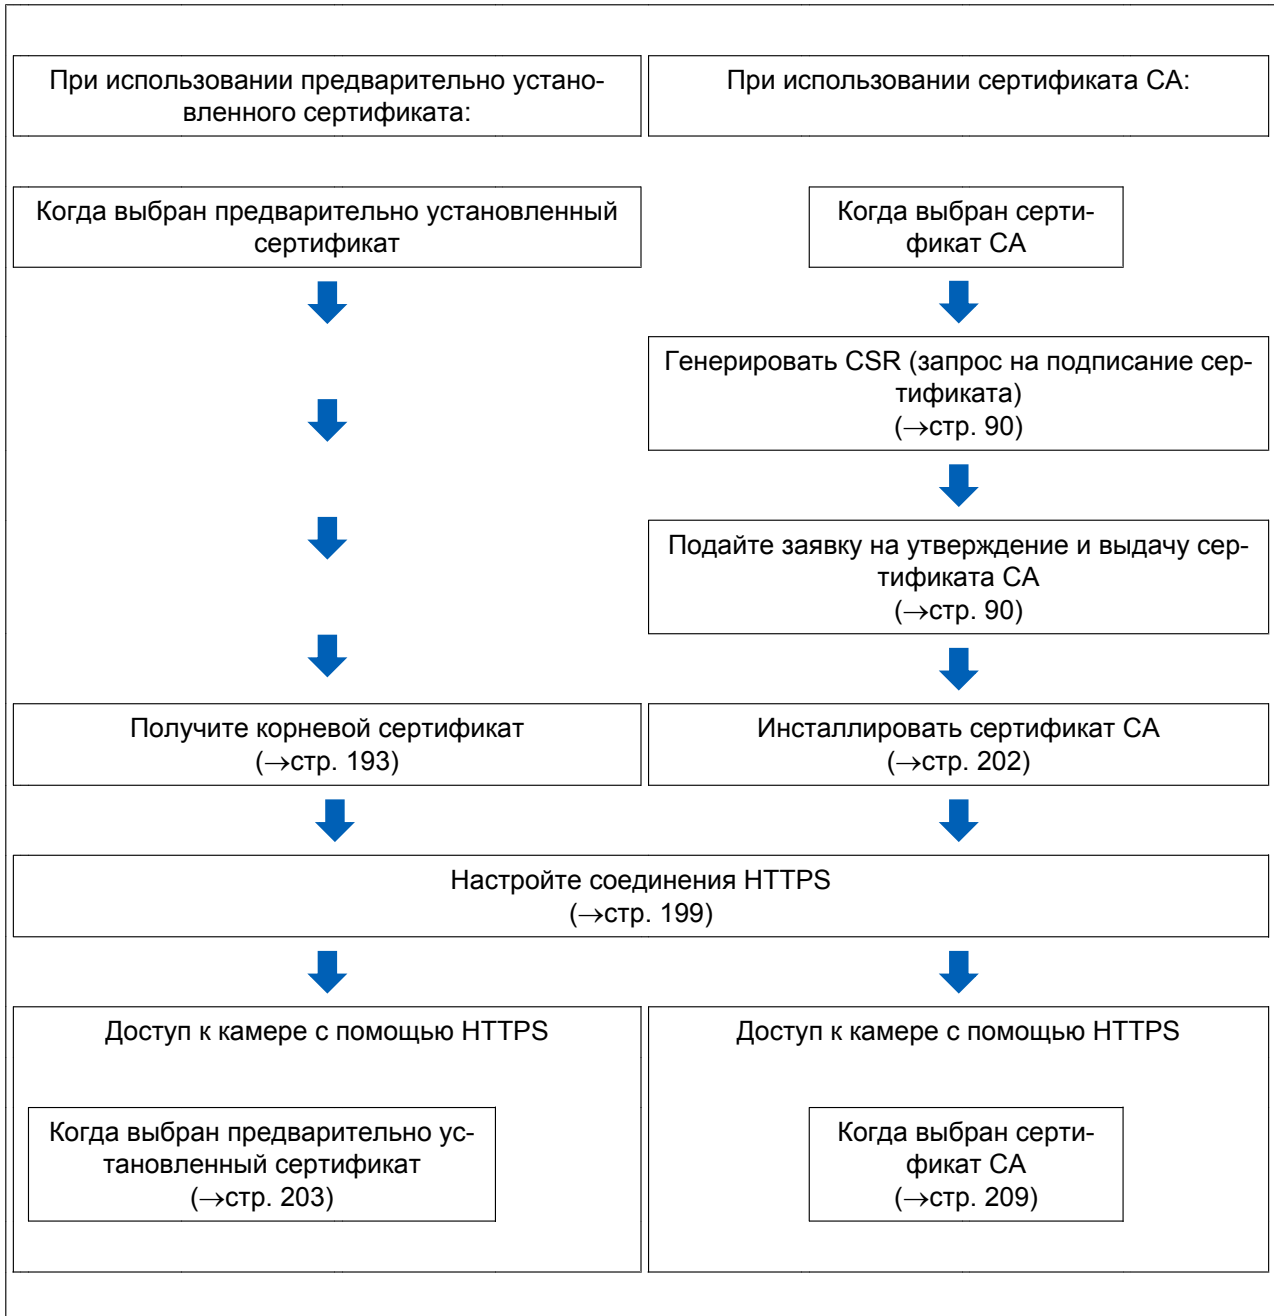 При использовании предварительно устано-
вленного сертификата:
При использовании сертификата CA:
Когда выбран предварительно установленный
сертификат
Когда выбран серти-
фикат CA
Генерировать CSR (запрос на подписание сер-
тификата)
(→стр. 90)
Подайте заявку на утверждение и выдачу сер-
тификата CA
(→стр. 90)
Получите корневой сертификат
(→стр. 193)
Инсталлировать сертификат CA
(→стр. 202)
Настройте соединения HTTPS
(→стр. 199)
Доступ к камере с помощью HTTPS
Когда выбран предварительно ус-
тановленный сертификат
(→стр. 203)
Доступ к камере с помощью HTTPS
Когда выбран серти-
фикат CA
(→стр. 209)